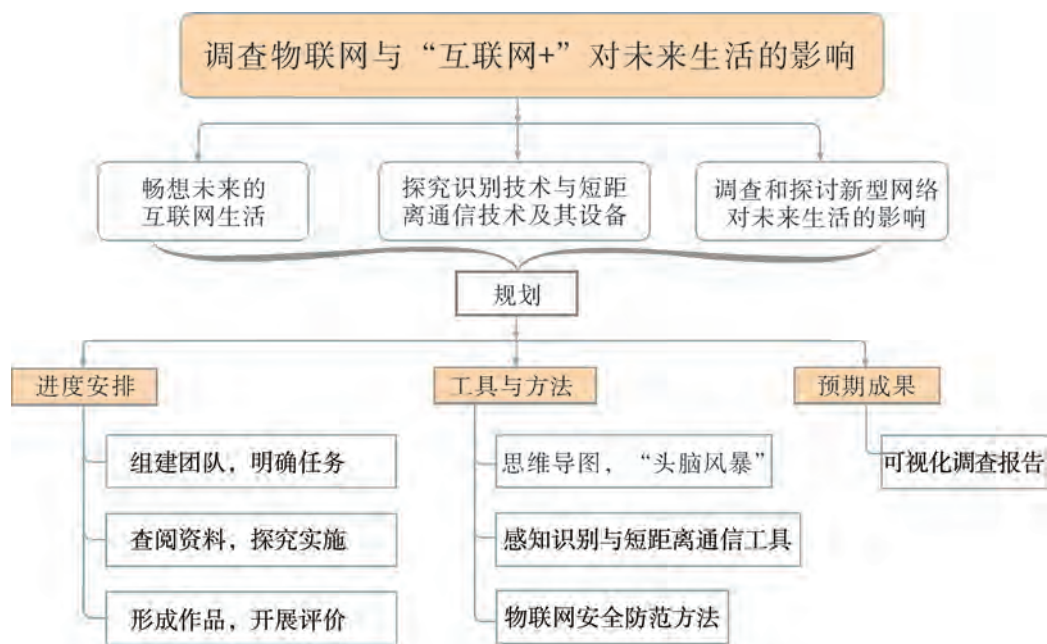 调查物联网与“互联网+”对未来生活的影响
畅想未来的
互联网生活
探究识别技术与短距
离通信技术及其设备
调查和探讨新型网络
对未来生活的影响
规划
进度安排
工具与方法
预期成果
组建团队，明确任务
思维导图，“头脑风暴”
可视化调查报告
查阅资料，探究实施
感知识别与短距离通信工具
形成作品，开展评价
物联网安全防范方法